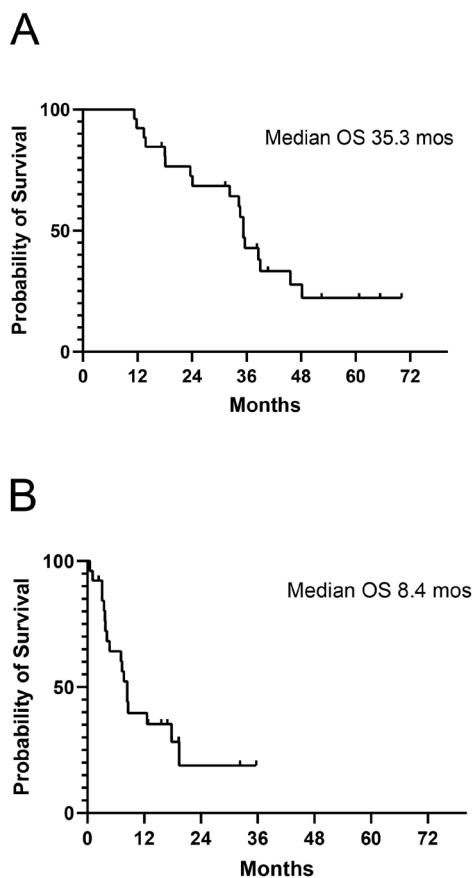 A
Median OS 35.3 mos
Probability of Survival
100
50
0
0 12 24 36 48 60 72
Months
B
Median OS 8.4 mos
Probability of Survival
100
50
0
0 12 24 36 48 60 72
Months